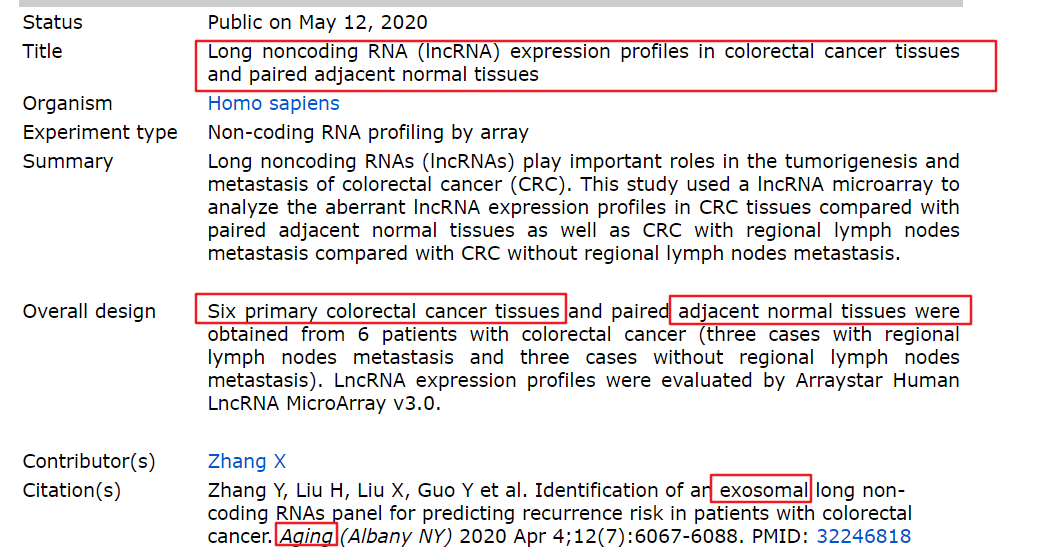 Status Public on May 12, 2020
Title Long noncoding RNA (lncRNA) expression profiles in colorectal cancer tissues
and paired adjacent normal tissues
Organism Homo sapiens
Experiment type Non-coding RNA profiling by array
Summary Long noncoding RNAs (lncRNAs) play important roles in the tumorigenesis and
metastasis of colorectal cancer (CRC). This study used a lncRNA microarray to
analyze the aberrant lncRNA expression profiles in CRC tissues compared with
paired adjacent normal tissues as well as CRC with regional lymph nodes
metastasis compared with CRC without regional lymph nodes metastasis.
Overall design Six primary colorectal cancer tissues and paired adjacent normal tissues were
obtained from 6 patients with colorectal cancer (three cases with regional
lymph nodes metastasis and three cases without regional lymph nodes
metastasis). LncRNA expression profiles were evaluated by Arraystar Human
LncRNA MicroArray v3.0.
Contributor(s) Zhang X
Citation(s) Zhang Y, Liu H, Liu X, Guo Y et al. Identification of an exosomal long non-
coding RNAs panel for predicting recurrence risk in patients with colorectal
cancer. Aging (Albany NY) 2020 Apr 4;12(7):6067-6088. PMID: 32246818